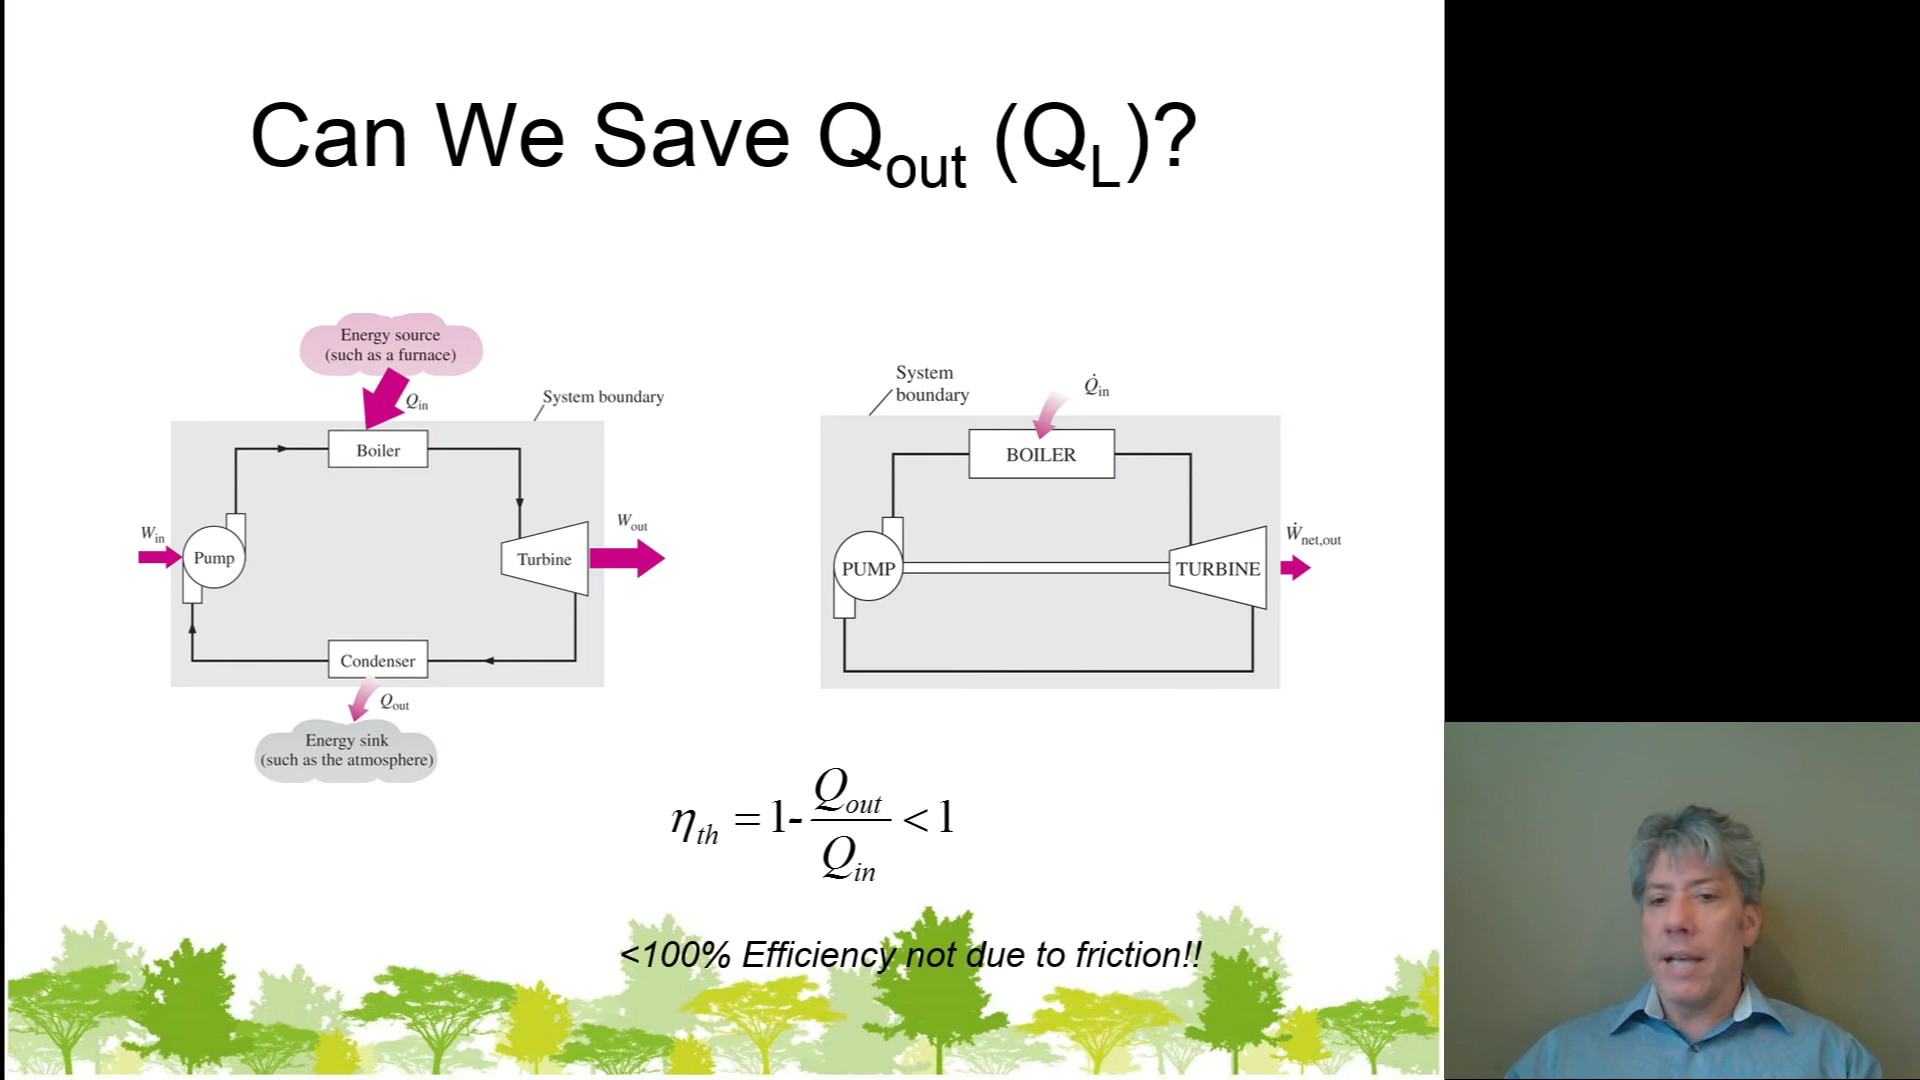 Can We Save Qout (QL)?
Energy source
(such as a furnace)
Qin
System boundary
Boiler
Win
Pump
Wout
Turbine
Condenser
Qout
Energy sink
(such as the atmosphere)
System
boundary
Q̇in
BOILER
PUMP
TURBINE
Ẇnet,out
ηth = 1- Qout/Qin < 1
<100% Efficiency not due to friction!!